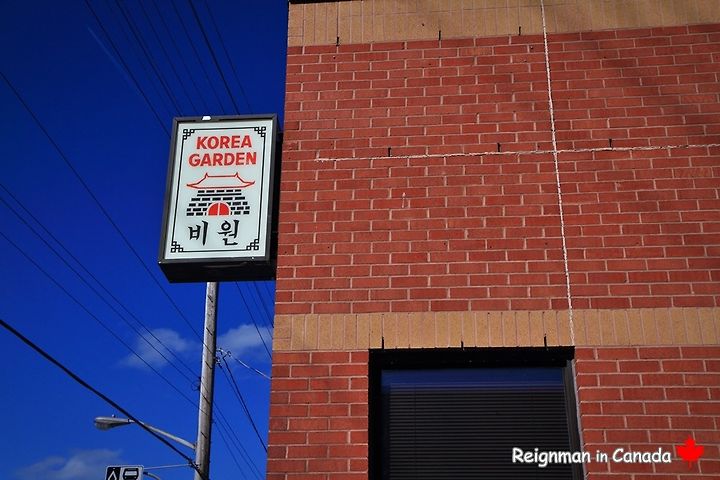 KOREA
GARDEN
비원
Reignman in Canada